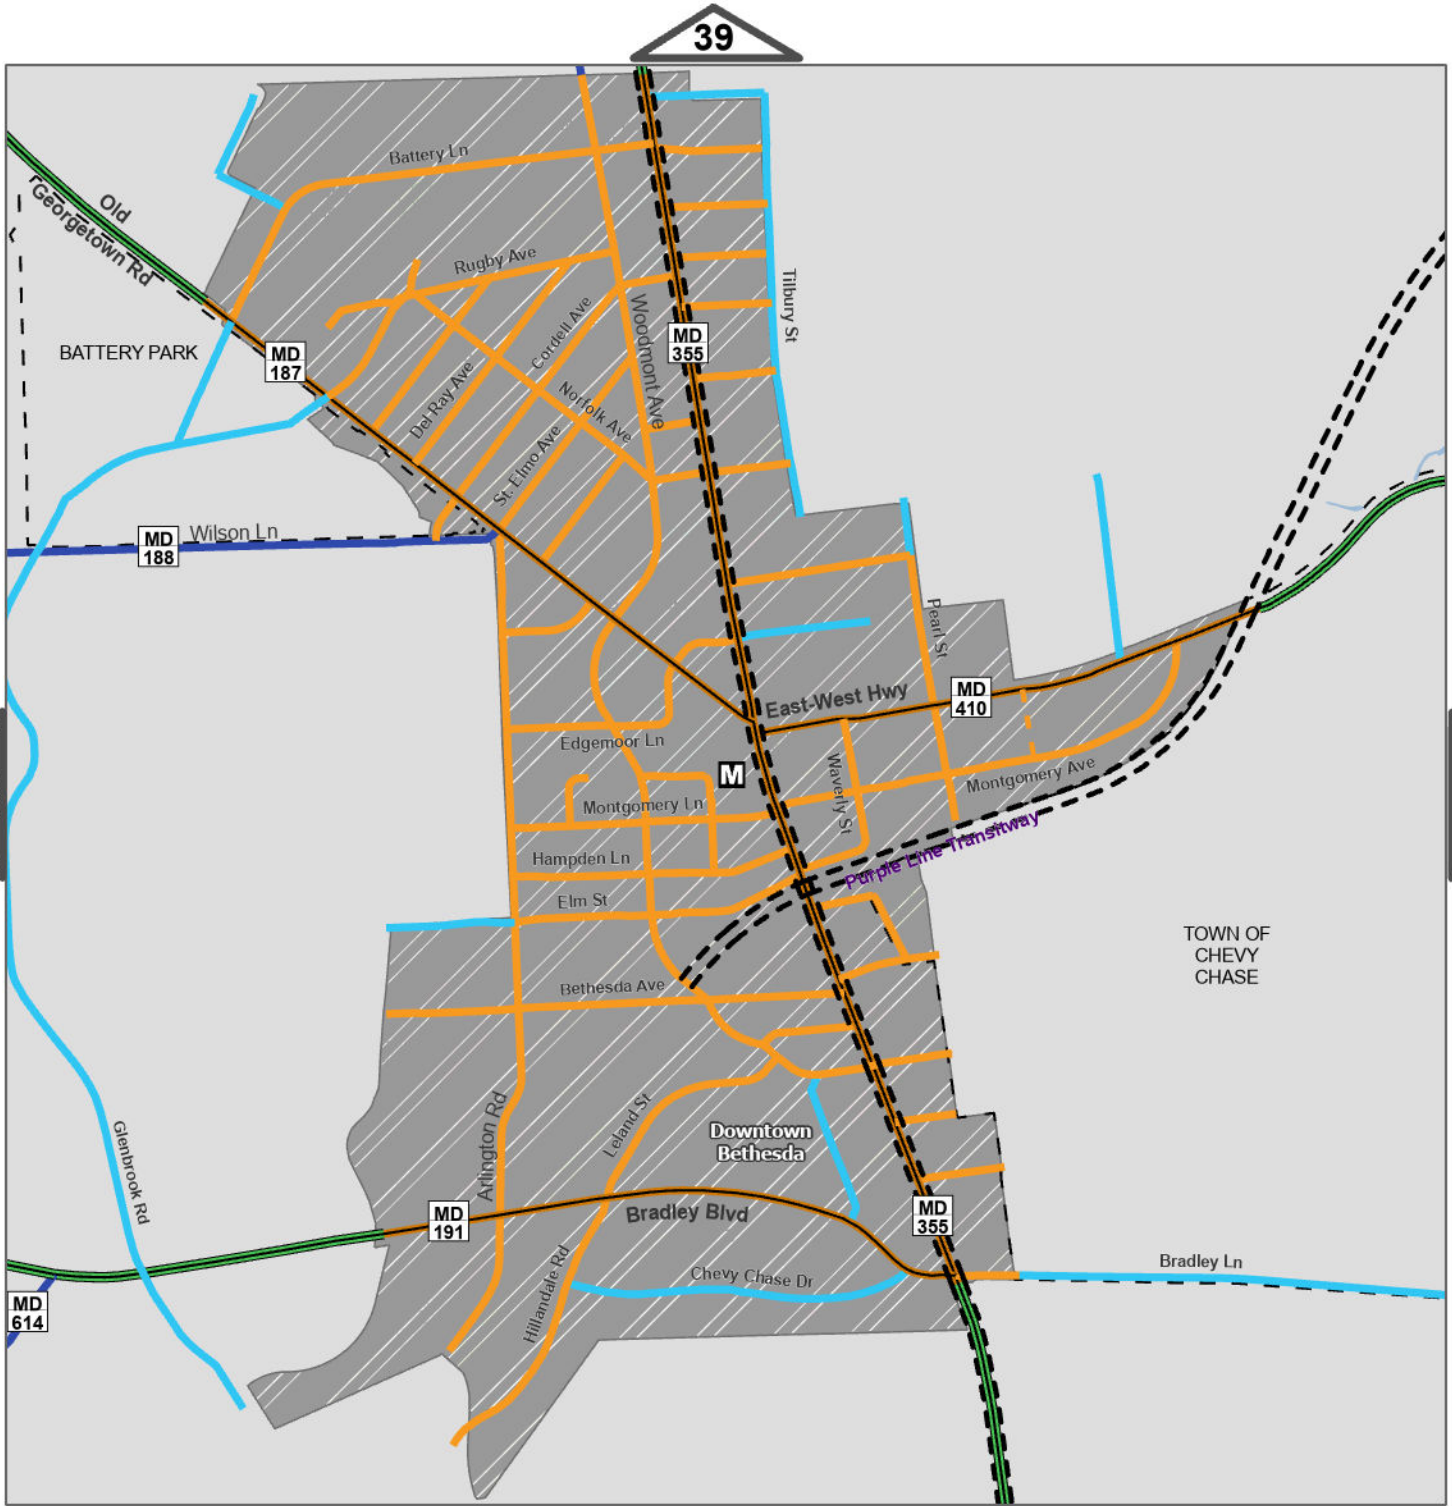 39
Battery Ln
Old
Georgetown Rd
Rugby Ave
Tilbury St
Cordell Ave
Woodmont Ave
MD
355
BATTERY PARK
MD
187
Del Ray Ave
Norfolk Ave
St. Elmo Ave
MD
188
Wilson Ln
Pearl St
East-West Hwy
MD
410
Edgemoor Ln
M
Waverly St
Montgomery Ave
Montgomery Ln
Purple Line Transitway
Hampden Ln
Elm St
TOWN OF
CHEVY
CHASE
Bethesda Ave
Arlington Rd
Leland St
Glenbrook Rd
Downtown
Bethesda
MD
191
Bradley Blvd
MD
355
Bradley Ln
Chevy Chase Dr
Hillandale Rd
MD
614